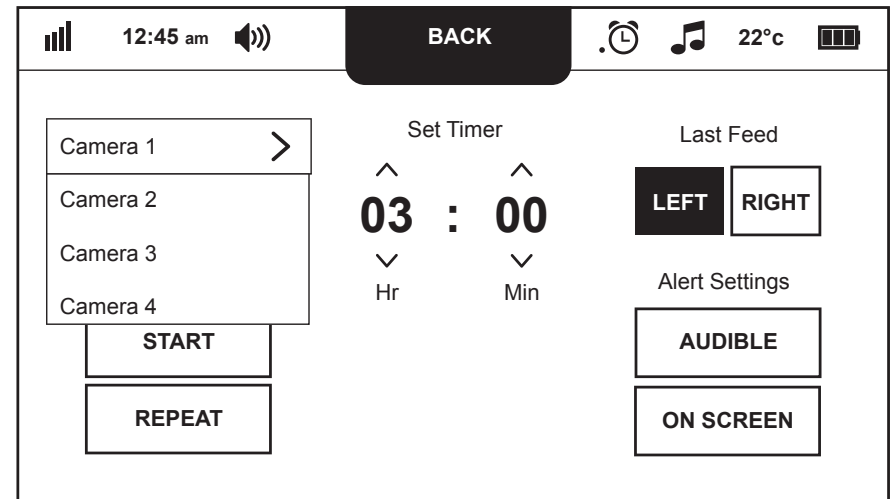 12:45 am
BACK
22°c
Camera 1
Camera 2
Camera 3
Camera 4
START
REPEAT
Set Timer
03 : 00
Hr Min
Last Feed
LEFT RIGHT
Alert Settings
AUDIBLE
ON SCREEN